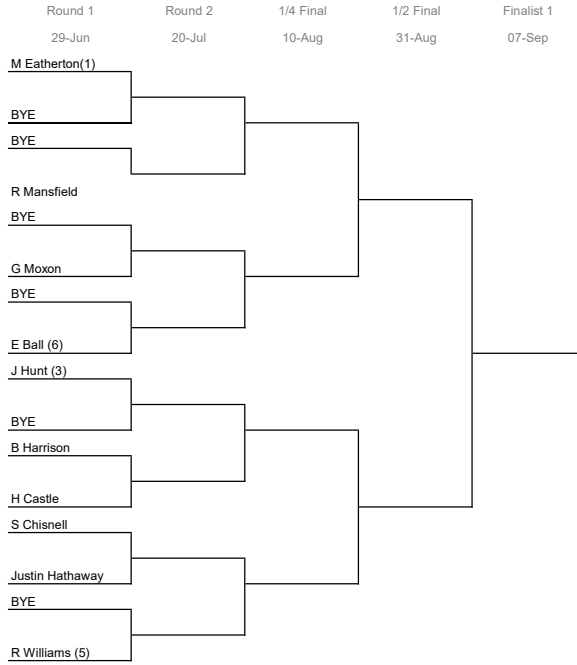 Round 1 Round 2 1/4 Final 1/2 Final Finalist 1
29-Jun 20-Jul 10-Aug 31-Aug 07-Sep
M Eatherton(1)
BYE
BYE
R Mansfield
BYE
G Moxon
BYE
E Ball (6)
J Hunt (3)
BYE
B Harrison
H Castle
S Chisnell
Justin Hathaway
BYE
R Williams (5)